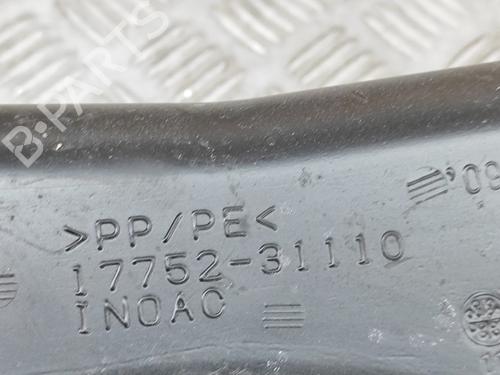 B-PARTS
>PP/PE<
17752-31110
INOAC